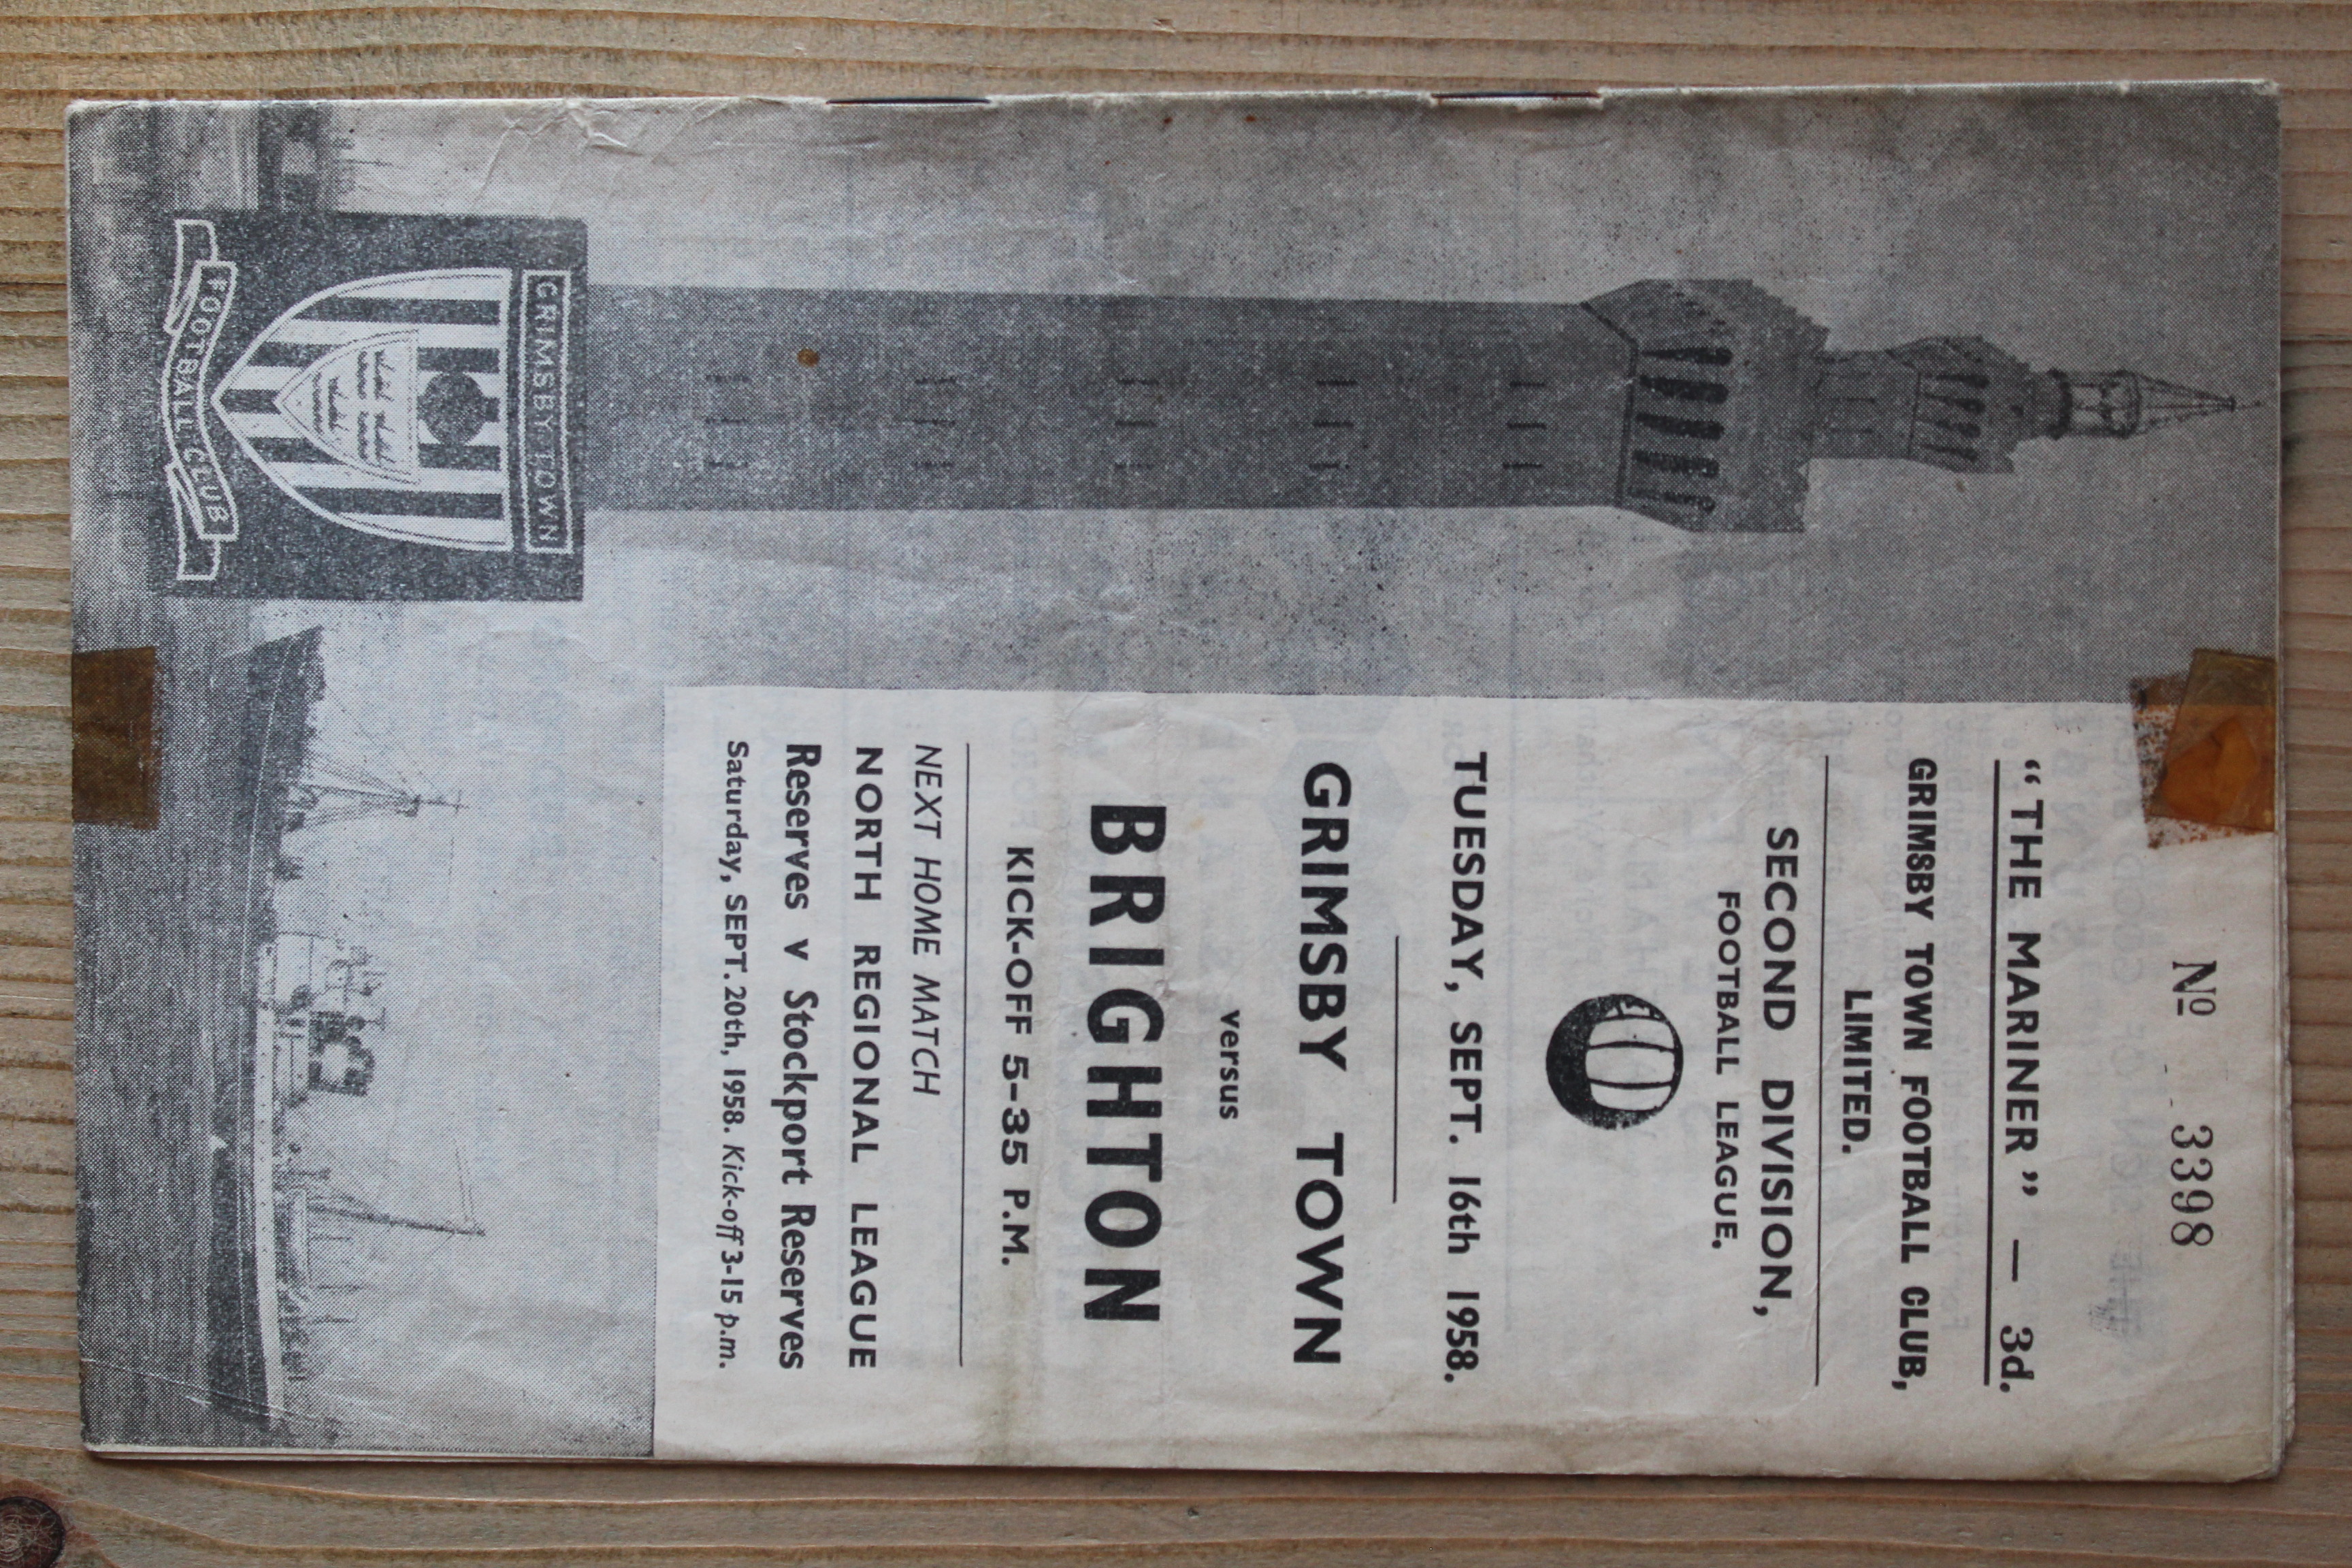 Nº 3398
“THE MARINER” — 3d.
GRIMSBY TOWN FOOTBALL CLUB,
LIMITED.
SECOND DIVISION,
FOOTBALL LEAGUE.
TUESDAY, SEPT. 16th 1958.
GRIMSBY TOWN
versus
BRIGHTON
KICK-OFF 5-35 P.M.
NEXT HOME MATCH
NORTH REGIONAL LEAGUE
Reserves v Stockport Reserves
Saturday, SEPT. 20th, 1958. Kick-off 3-15 p.m.
GRIMSBY TOWN
FOOTBALL CLUB